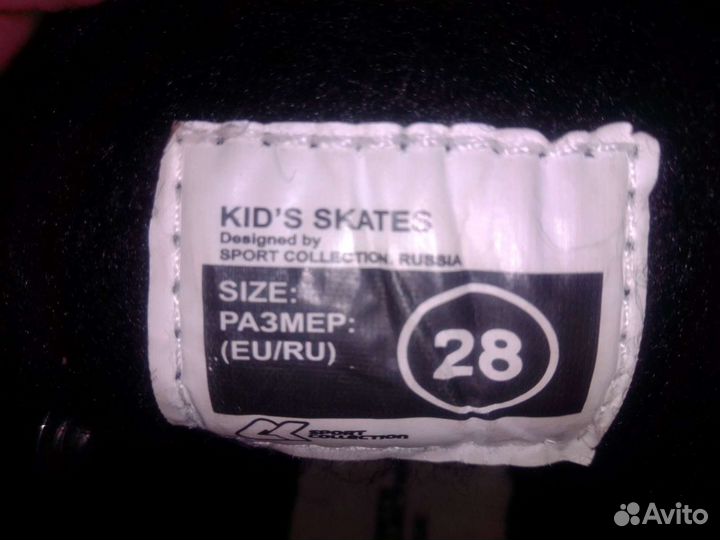 KID'S SKATES
Designed by
SPORT COLLECTION, RUSSIA
SIZE:
РАЗМЕР:
(EU/RU)
28
SPORT
COLLECTION
Avito